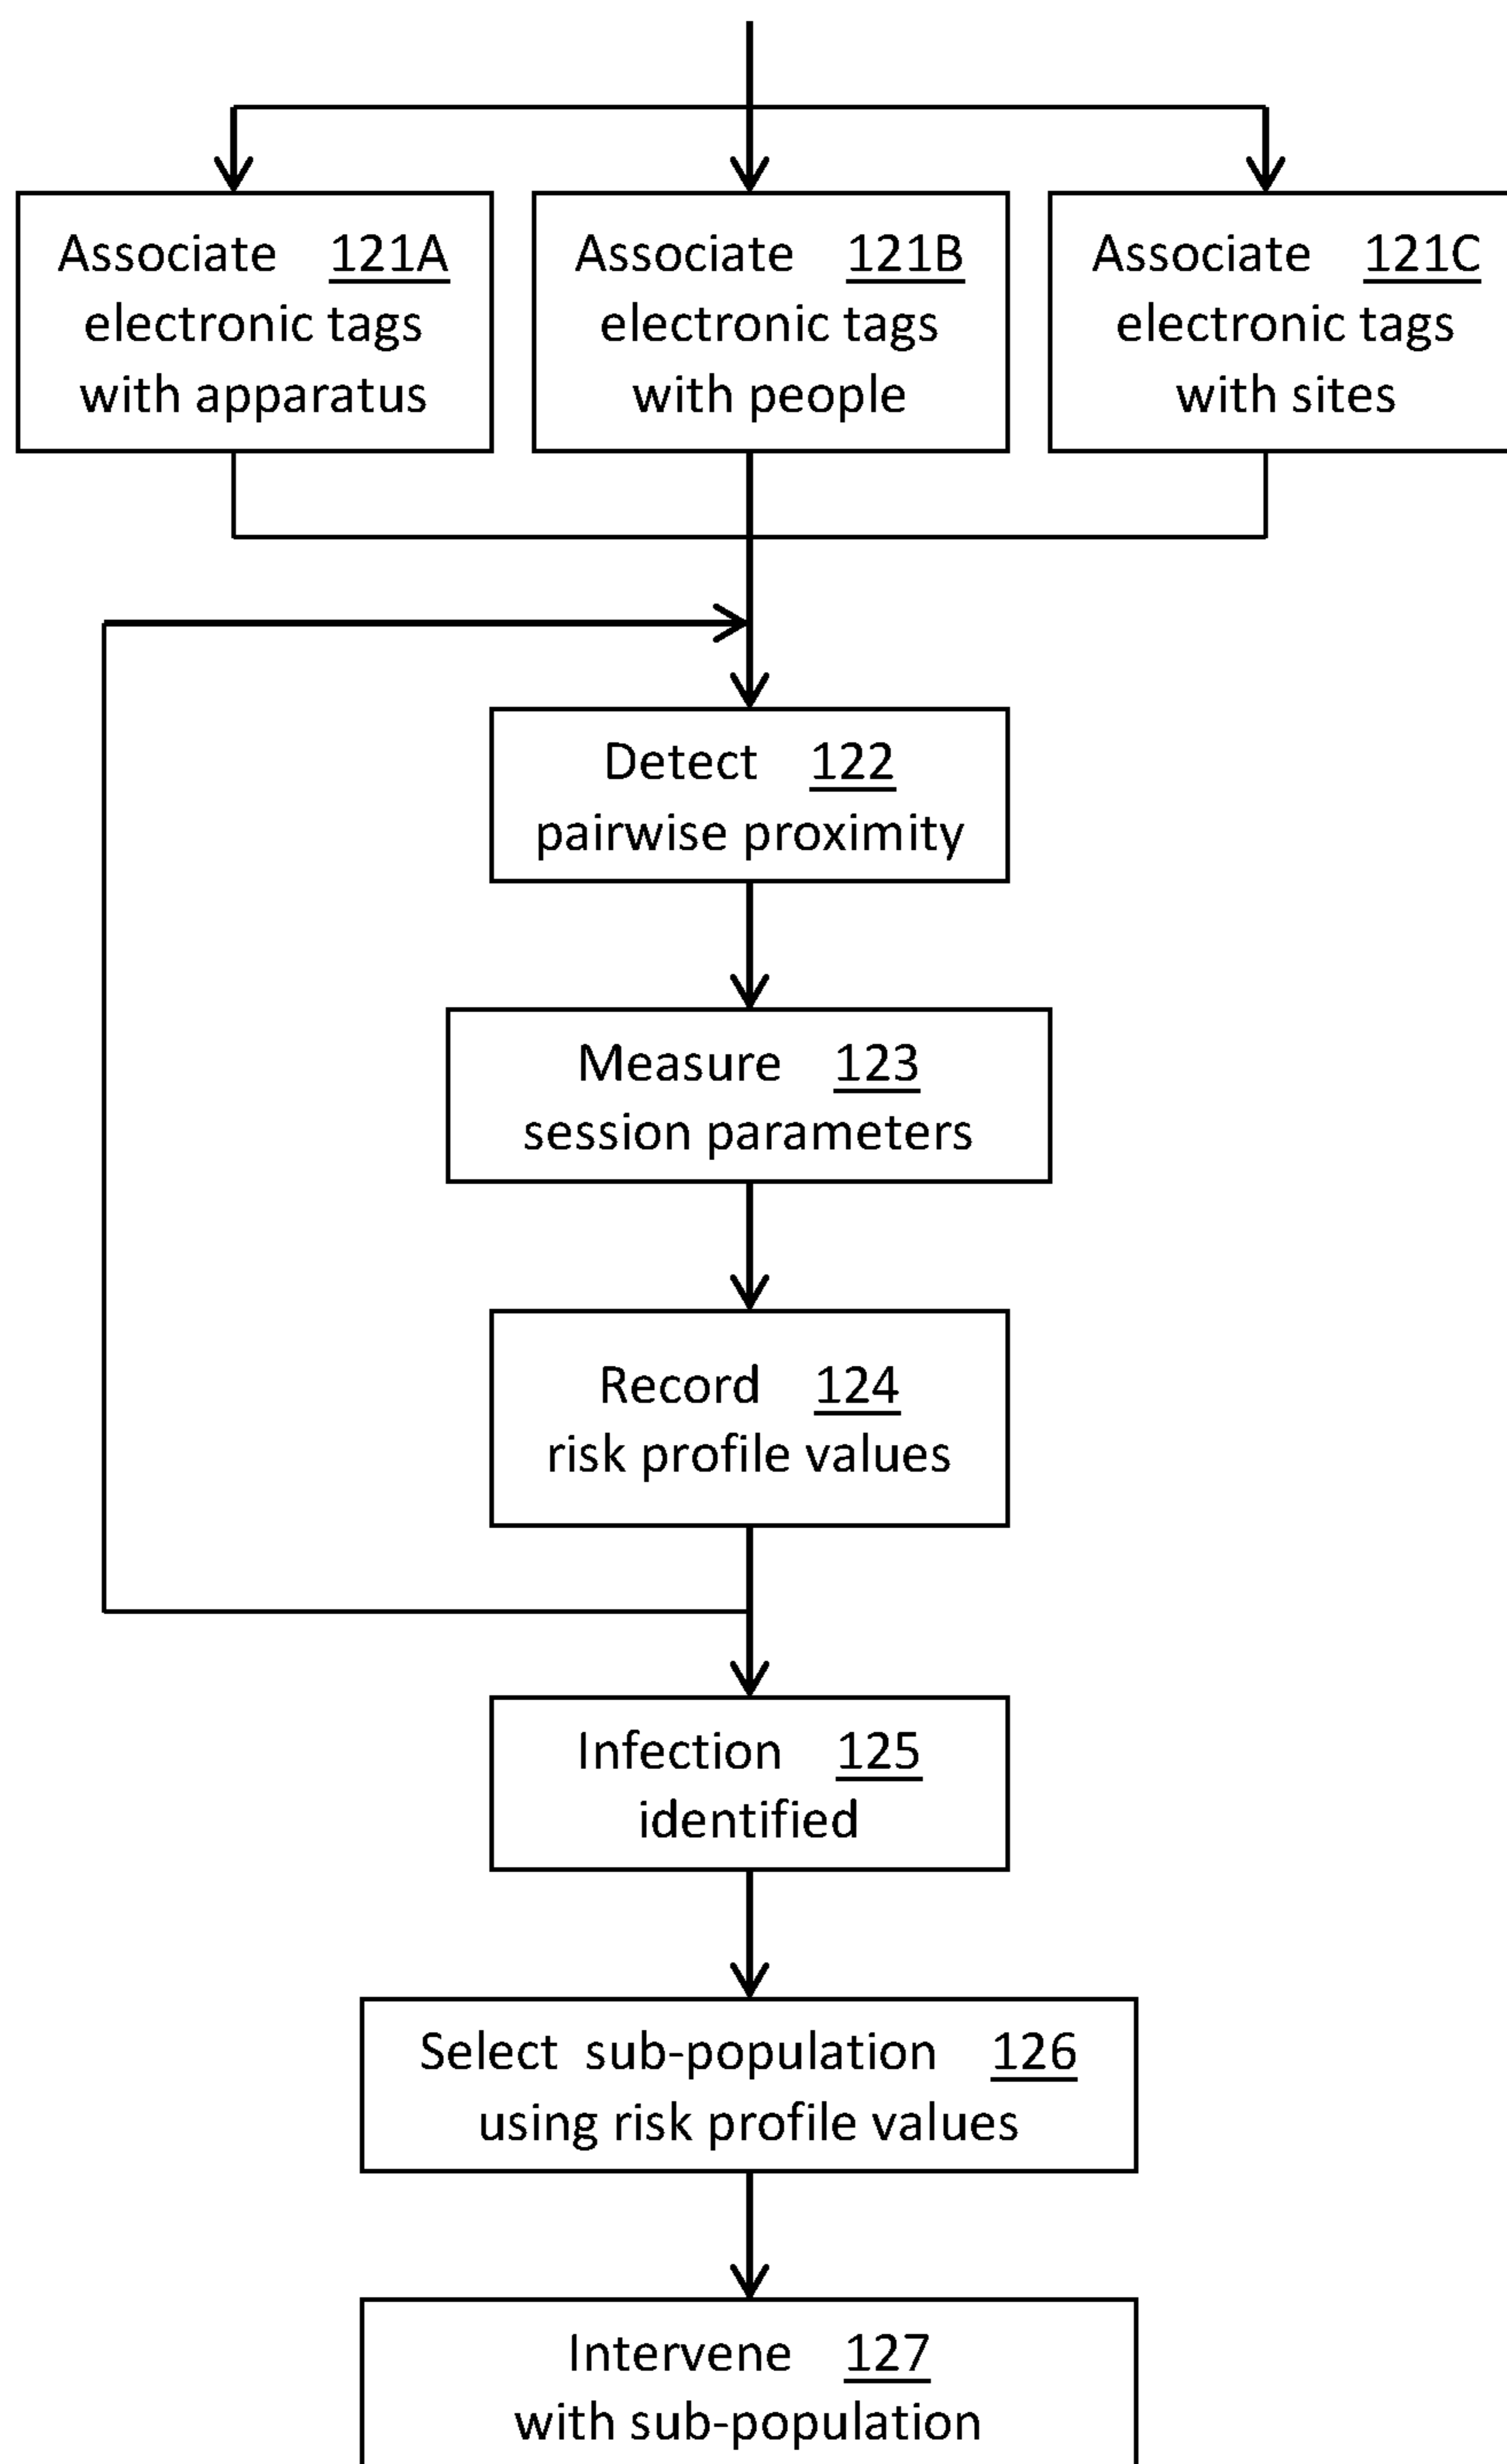 Associate 121A
electronic tags
with apparatus
Associate 121B
electronic tags
with people
Associate 121C
electronic tags
with sites
Detect 122
pairwise proximity
Measure 123
session parameters
Record 124
risk profile values
Infection 125
identified
Select sub-population 126
using risk profile values
Intervene 127
with sub-population